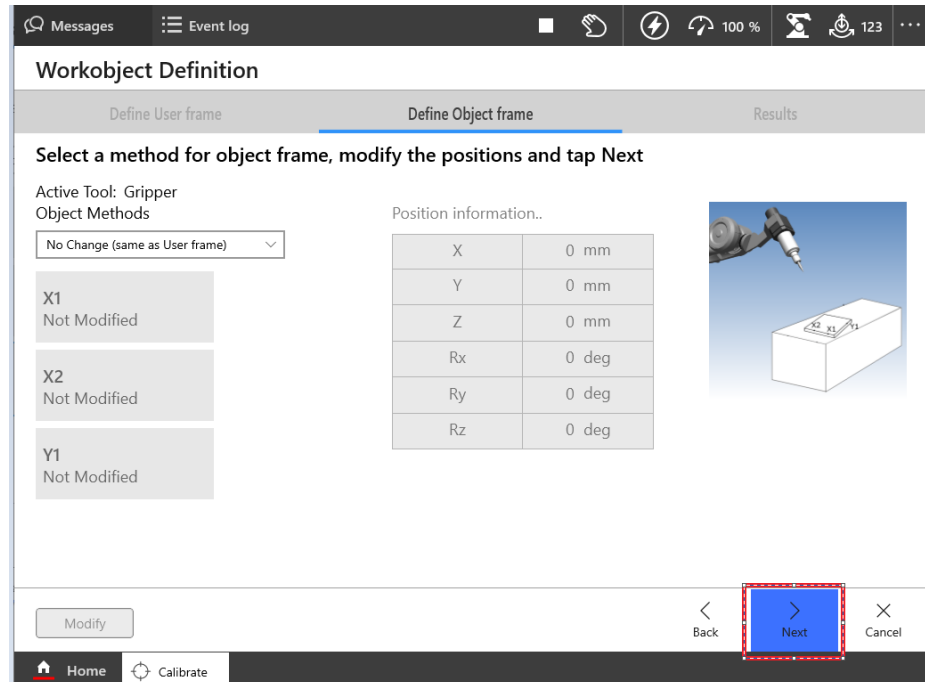 Messages Event log 100 % 123 ...
Workobject Definition
Define User frame Define Object frame Results
Select a method for object frame, modify the positions and tap Next
Active Tool: Gripper
Object Methods Position information..
No Change (same as User frame)
X 0 mm
X1
Not Modified
Y 0 mm
Z 0 mm
X2
Not Modified
Rx 0 deg
Ry 0 deg
Rz 0 deg
Y1
Not Modified
X2 X1 Y1
Modify Back Next Cancel
Home Calibrate